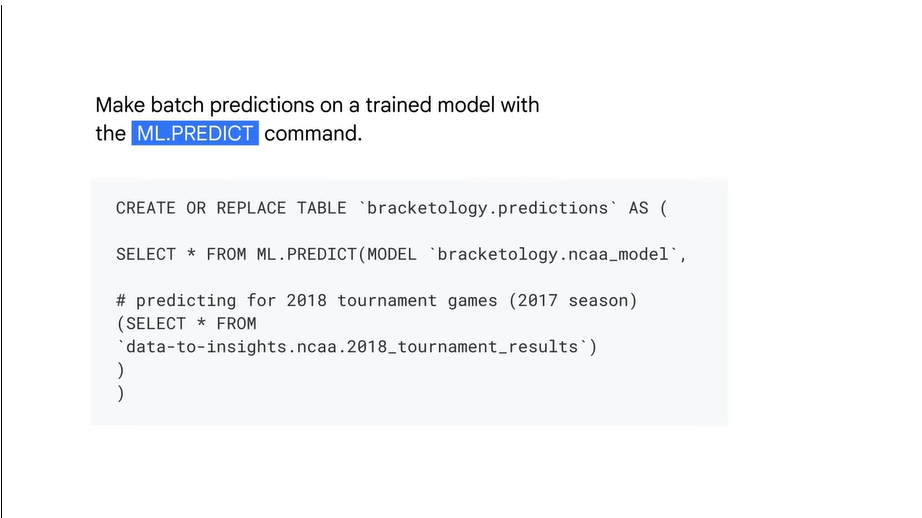 Make batch predictions on a trained model with
the ML.PREDICT command.
CREATE OR REPLACE TABLE `bracketology.predictions` AS (
SELECT * FROM ML.PREDICT(MODEL `bracketology.ncaa_model`,
# predicting for 2018 tournament games (2017 season)
(SELECT * FROM
`data-to-insights.ncaa.2018_tournament_results`)
)
)